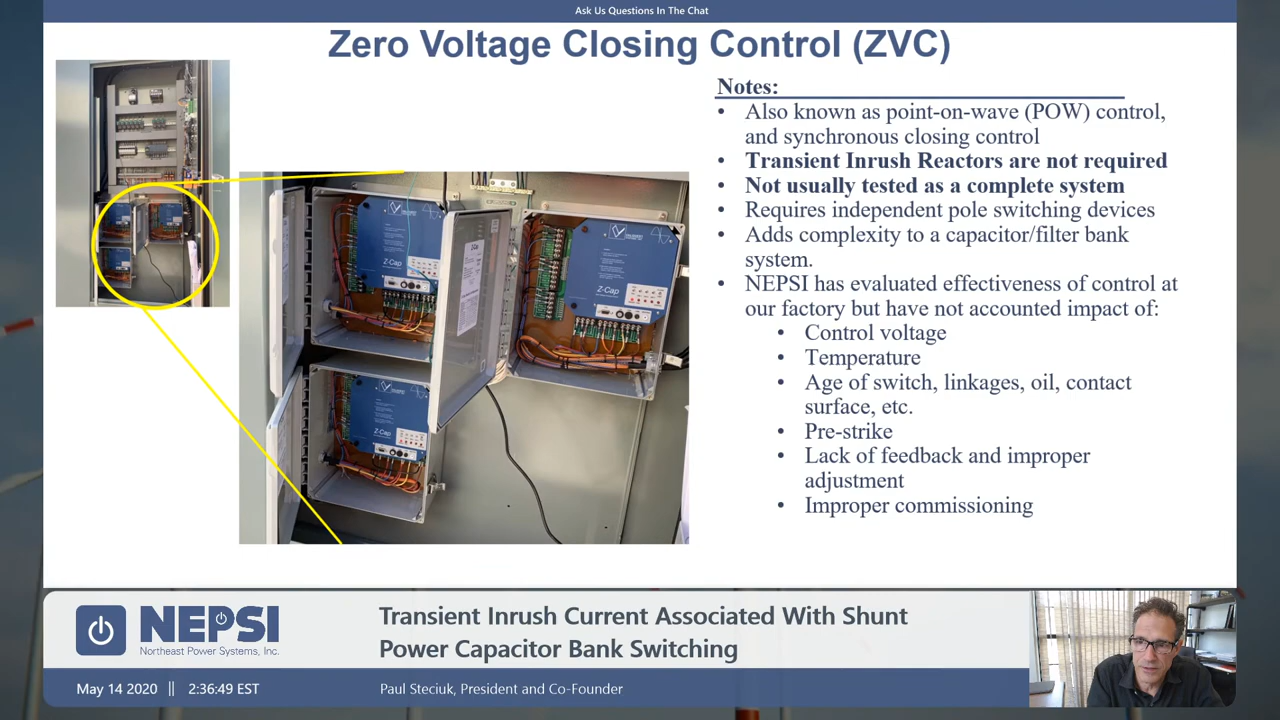 Ask Us Questions In The Chat
Zero Voltage Closing Control (ZVC)
Notes:
• Also known as point-on-wave (POW) control,
and synchronous closing control
• Transient Inrush Reactors are not required
• Not usually tested as a complete system
• Requires independent pole switching devices
• Adds complexity to a capacitor/filter bank
system.
• NEPSI has evaluated effectiveness of control at
our factory but have not accounted impact of:
• Control voltage
• Temperature
• Age of switch, linkages, oil, contact
surface, etc.
• Pre-strike
• Lack of feedback and improper
adjustment
• Improper commissioning
Z-Cap
Z-Cap
Z-Cap
NEPSI
Northeast Power Systems, Inc.
Transient Inrush Current Associated With Shunt
Power Capacitor Bank Switching
May 14 2020 || 2:36:49 EST
Paul Steciuk, President and Co-Founder